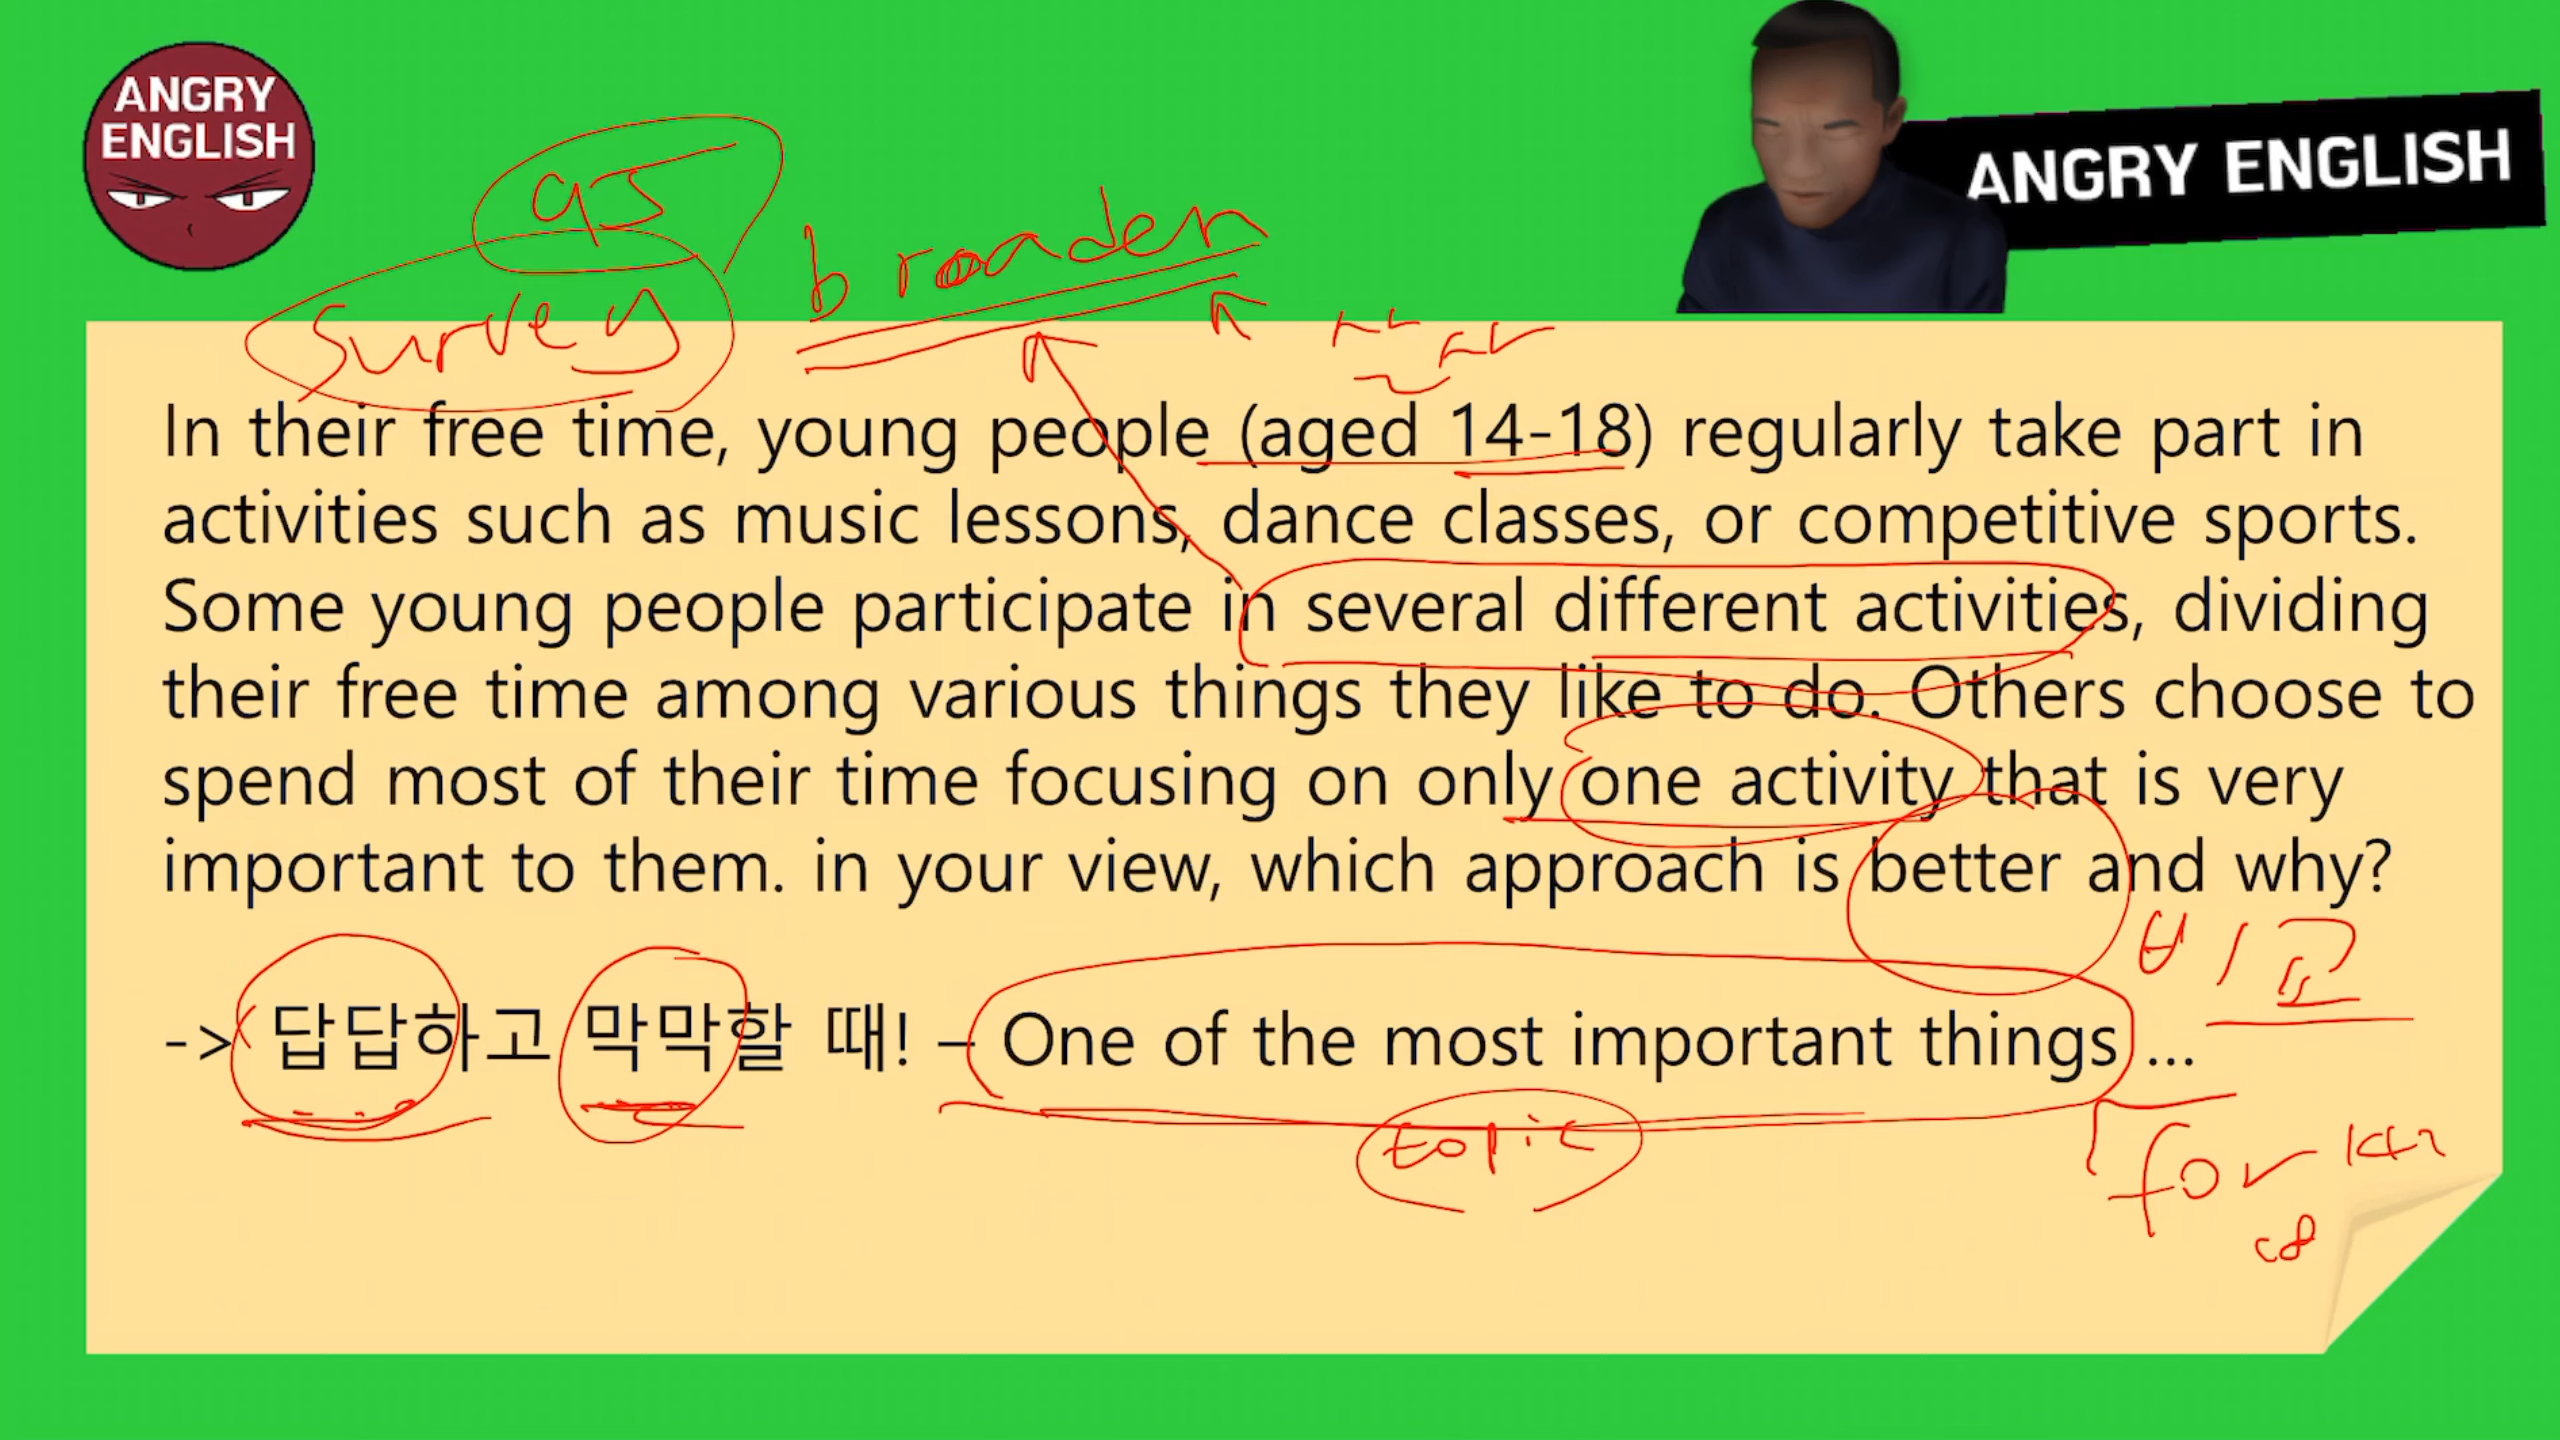 ANGRY
ENGLISH
ANGRY ENGLISH
95
survey
broaden
In their free time, young people (aged 14-18) regularly take part in
activities such as music lessons, dance classes, or competitive sports.
Some young people participate in several different activities, dividing
their free time among various things they like to do. Others choose to
spend most of their time focusing on only one activity that is very
important to them. in your view, which approach is better and why?
비교
-> 답답하고 막막할 때! – One of the most important things ...
topic
for